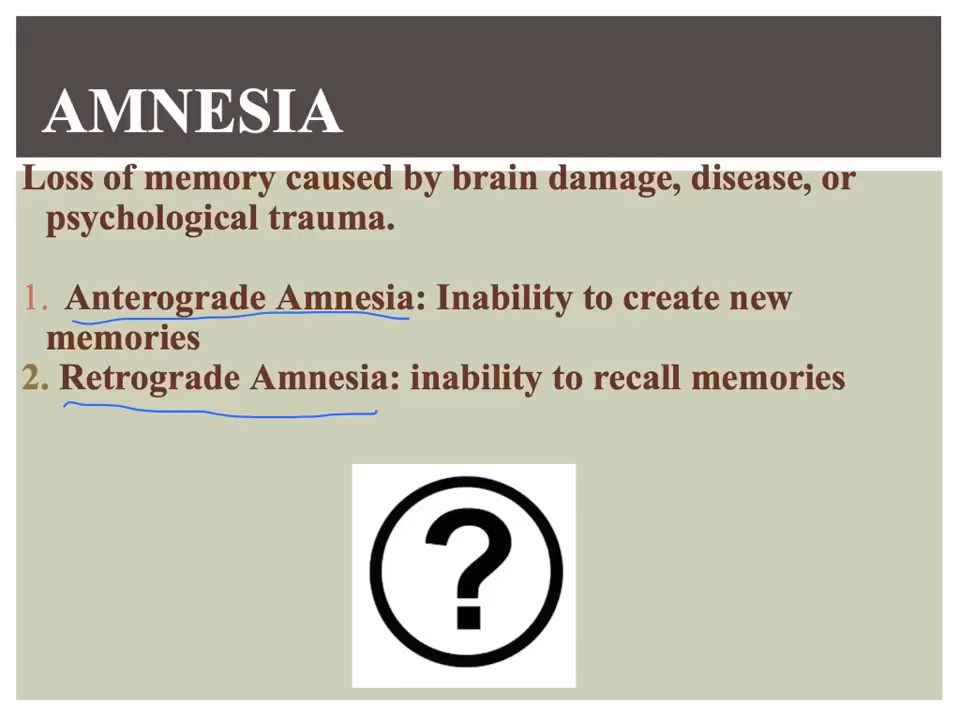 AMNESIA
Loss of memory caused by brain damage, disease, or
psychological trauma.
1. Anterograde Amnesia: Inability to create new
memories
2. Retrograde Amnesia: inability to recall memories
?